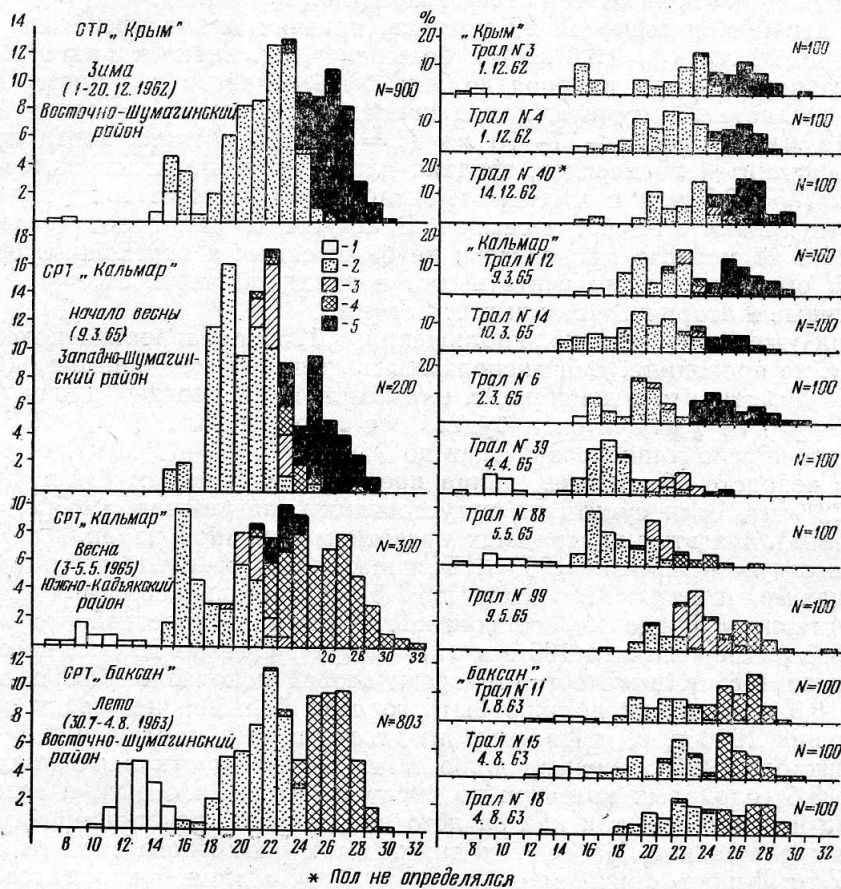 14
12
10
8
6
4
2
СТР „Крым"
Зима
(1-20.12.1962)
Восточно-Шумагинский
район
N=900
18
16
14
12
10
8
6
4
2
СРТ „Кальмар"
начало весны
(9.3.65)
Западно-Шумагин-
ский район
- 1
- 2
- 3
- 4
- 5
N=200
10
8
6
4
2
СРТ „Кальмар"
весна
(3-5.5.1965)
Южно-Кадьякский
район
N=300
26 28 30 32
12
10
8
6
4
2
СРТ „Баксан"
Лето
(30.7-4.8.1963)
Восточно-Шумагинский
район
N=803
8 10 12 14 16 18 20 22 24 26 28 30 32
%
20
10
„Крым"
Трал N 3
1.12.62
N=100
10
Трал N 4
1.12.62
N=100
20
10
Трал N 40*
14.12.62
N=100
20
10
„Кальмар"
Трал N 12
9.3.65
N=100
10
Трал N 14
10.3.65
N=100
20
Трал N 6
2.3.65
N=100
Трал N 39
4.4.65
N=100
Трал N 88
5.5.65
N=100
Трал N 99
9.5.65
N=100
„Баксан"
Трал N 11
1.8.63
N=100
Трал N 15
4.8.63
N=100
Трал N 18
4.8.63
N=100
8 10 12 14 16 18 20 22 24 26 28 30 32
* Пол не определялся